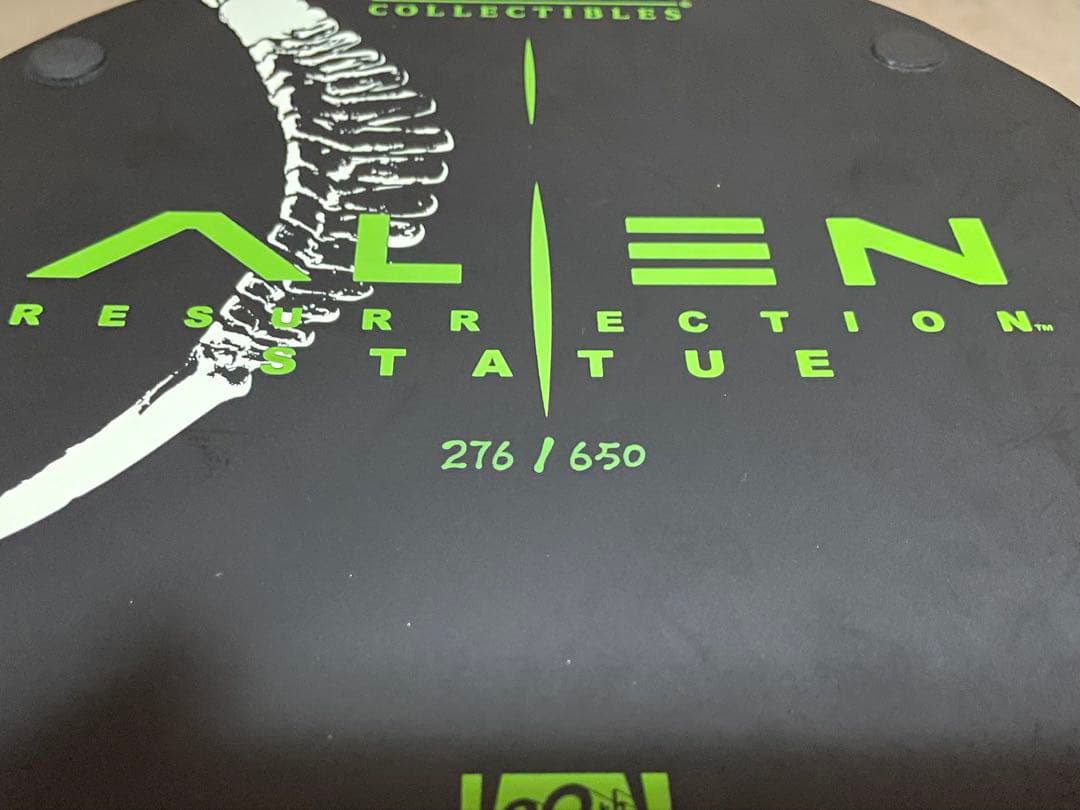 COLLECTIBLES®
ALIEN
RESURRECTION™
STATUE
276 / 650